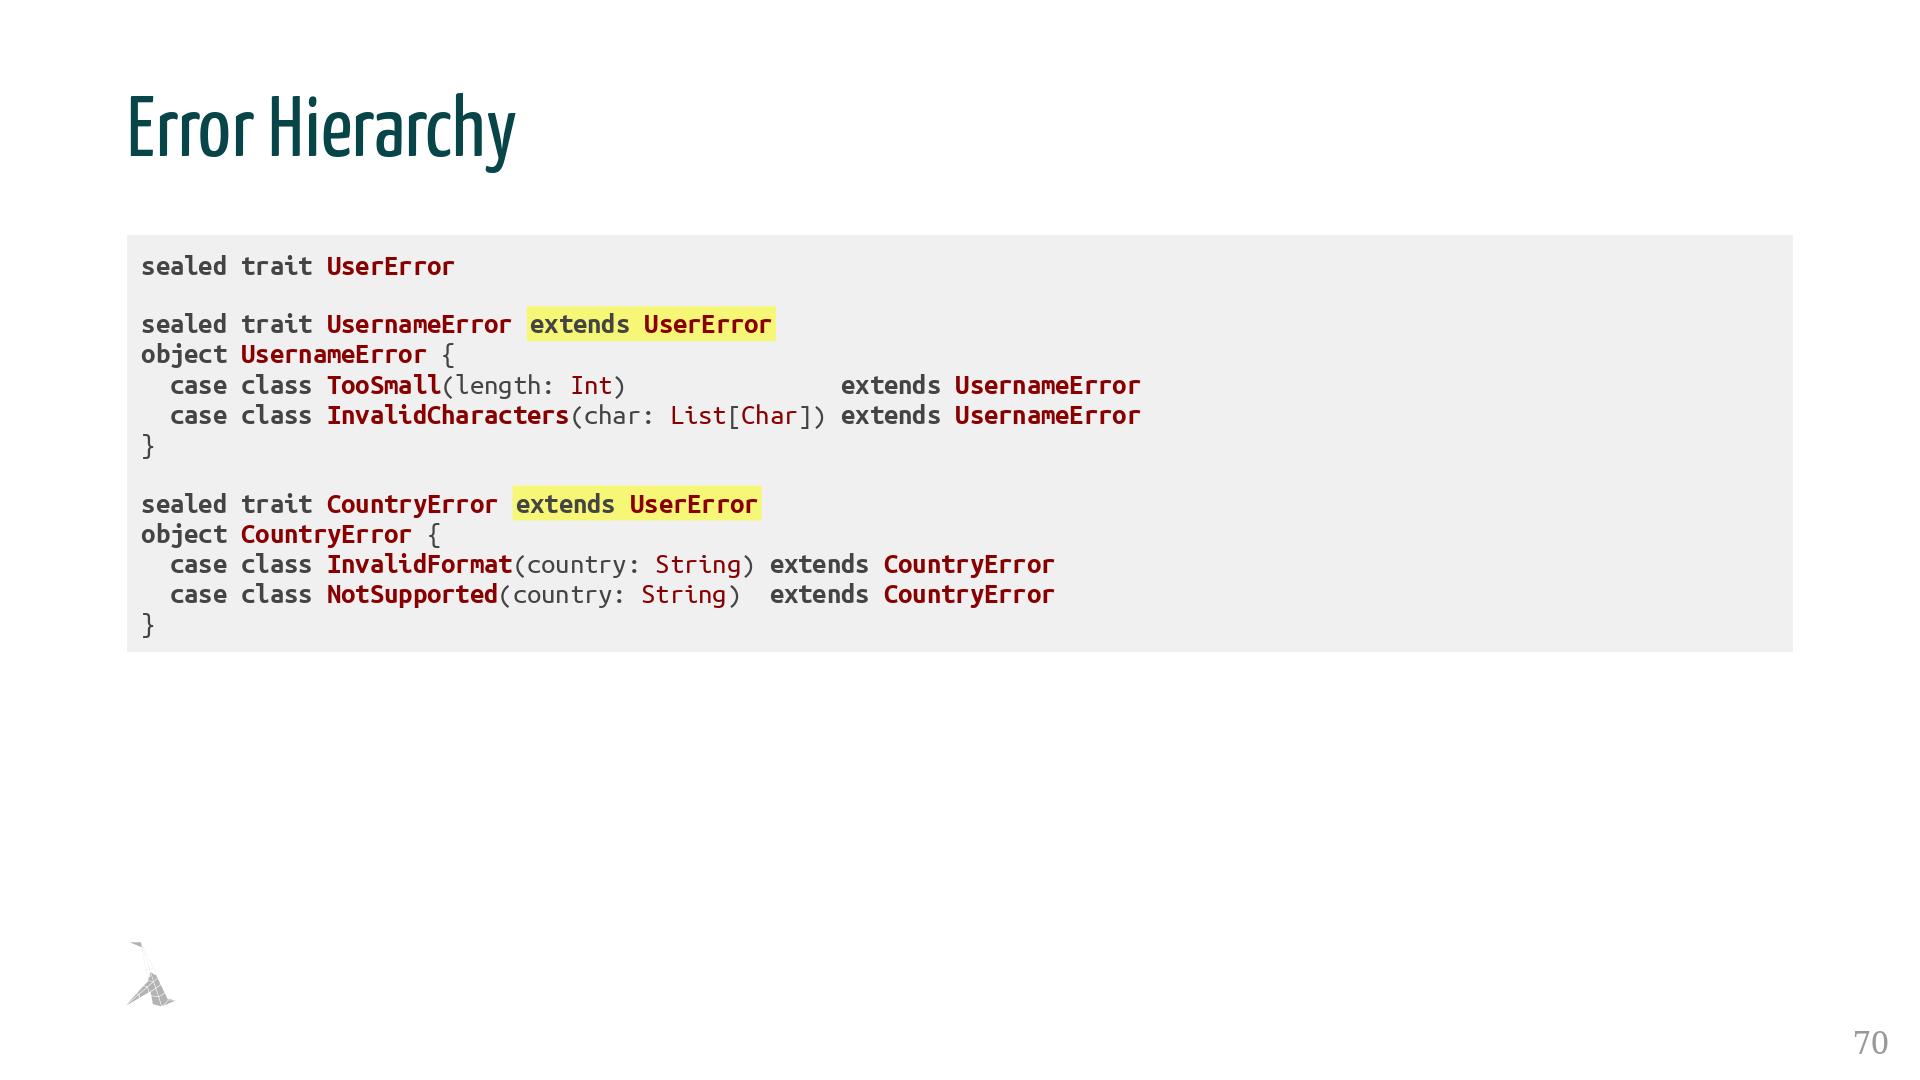 Error Hierarchy
sealed trait UserError
sealed trait UsernameError extends UserError
object UsernameError {
  case class TooSmall(length: Int)               extends UsernameError
  case class InvalidCharacters(char: List[Char]) extends UsernameError
}
sealed trait CountryError extends UserError
object CountryError {
  case class InvalidFormat(country: String) extends CountryError
  case class NotSupported(country: String)  extends CountryError
}
70